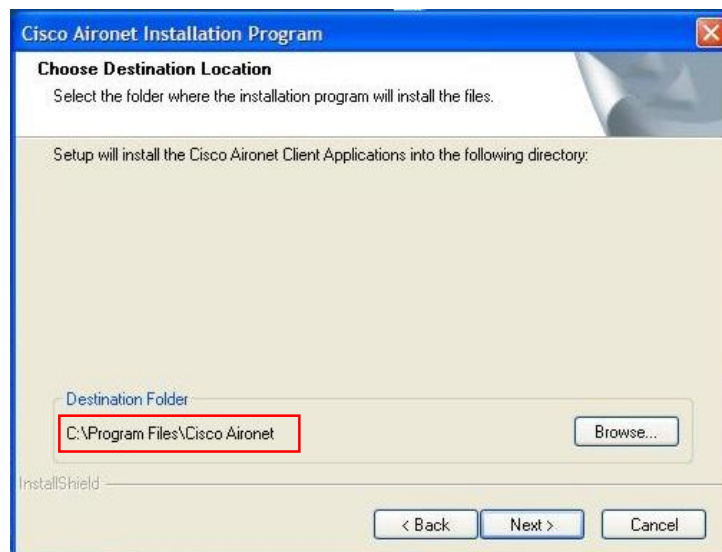 Cisco Aironet Installation Program
Choose Destination Location
Select the folder where the installation program will install the files.
Setup will install the Cisco Aironet Client Applications into the following directory:
Destination Folder
C:\Program Files\Cisco Aironet
Browse...
InstallShield
< Back Next > Cancel